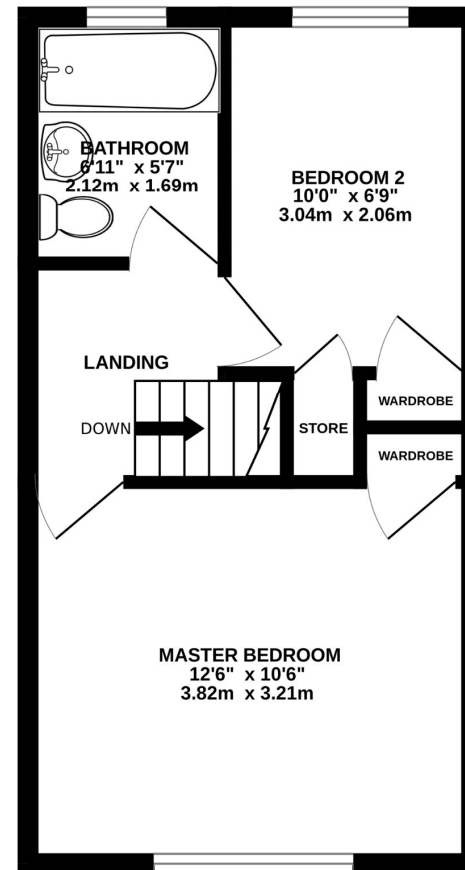 BATHROOM
6'11" x 5'7"
2.12m x 1.69m
BEDROOM 2
10'0" x 6'9"
3.04m x 2.06m
LANDING
DOWN
STORE
WARDROBE
WARDROBE
MASTER BEDROOM
12'6" x 10'6"
3.82m x 3.21m